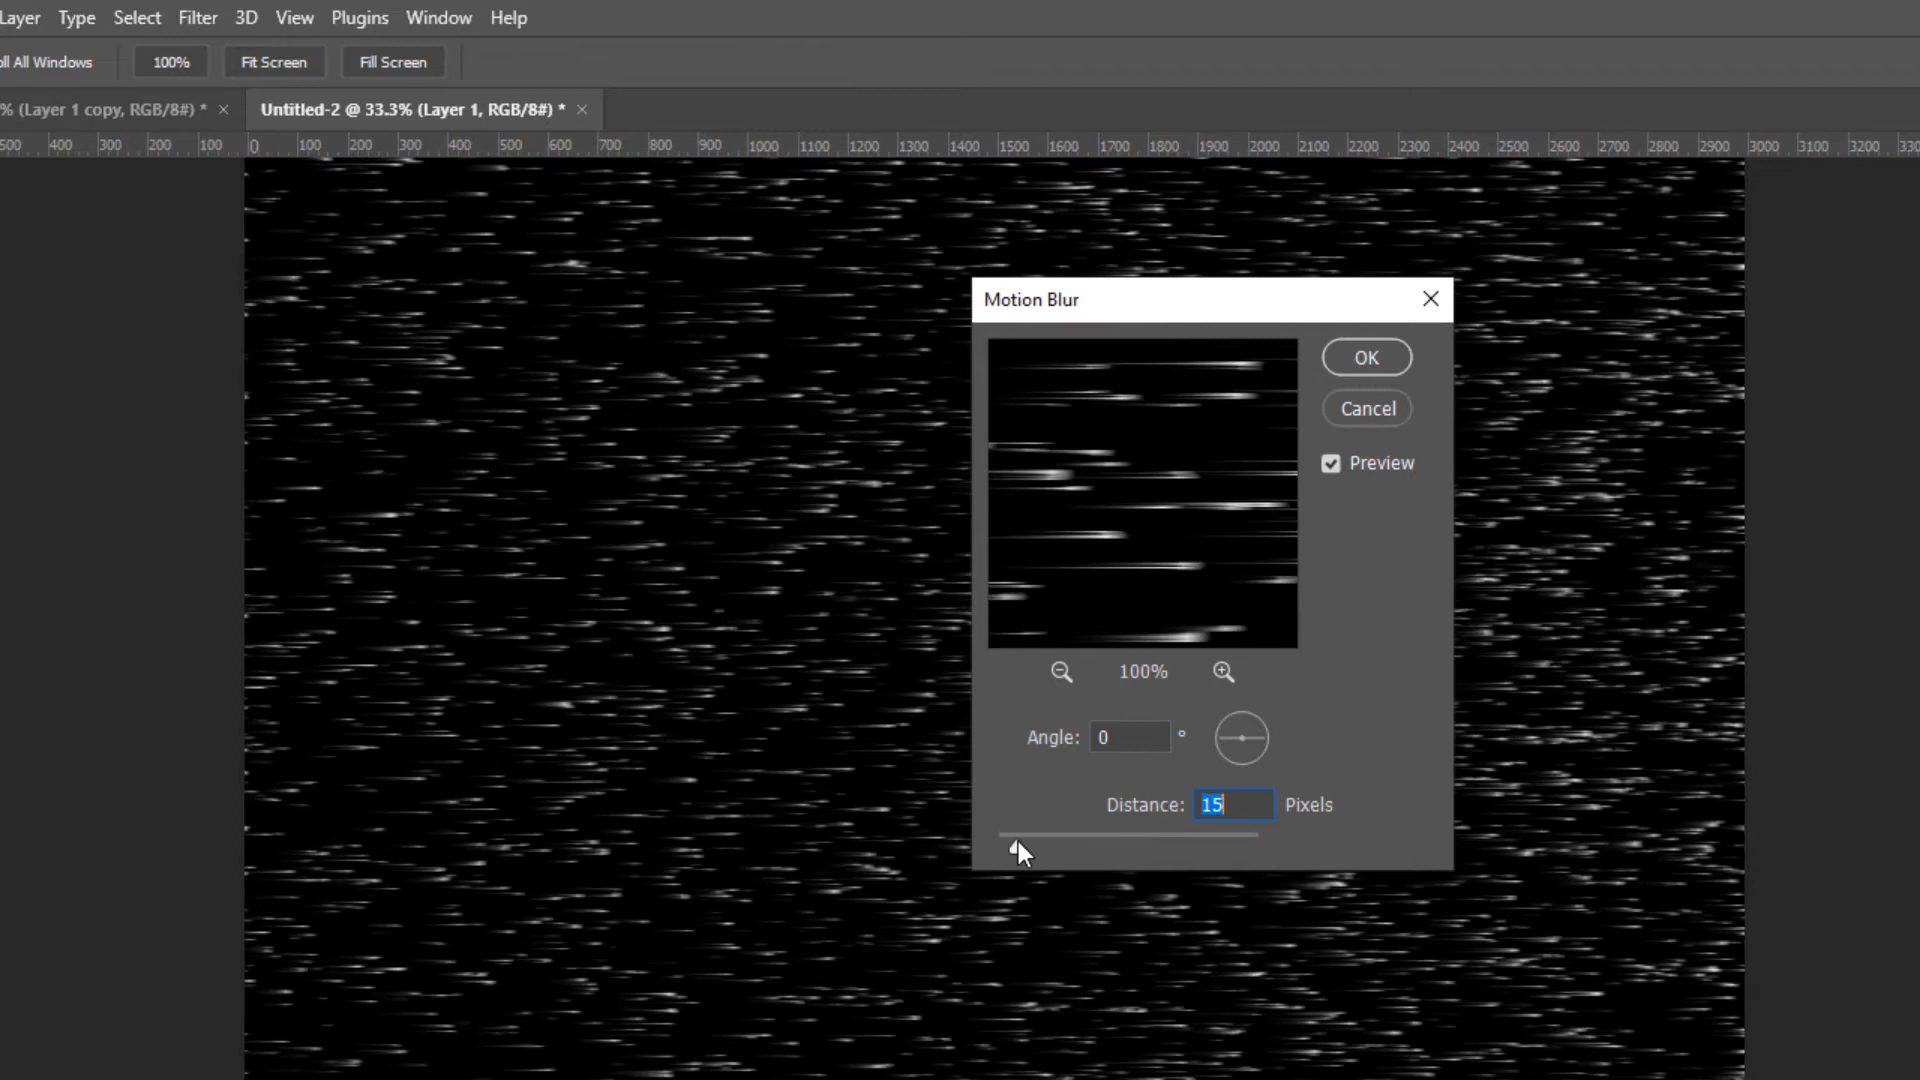 Layer Type Select Filter 3D View Plugins Window Help
oll All Windows 100% Fit Screen Fill Screen
% (Layer 1 copy, RGB/8#) * × Untitled-2 @ 33.3% (Layer 1, RGB/8#) * ×
500 400 300 200 100 0 100 200 300 400 500 600 700 800 900 1000 1100 1200 1300 1400 1500 1600 1700 1800 1900 2000 2100 2200 2300 2400 2500 2600 2700 2800 2900 3000 3100 3200 330
Motion Blur
OK
Cancel
Preview
100%
Angle: 0 °
Distance: 15 Pixels